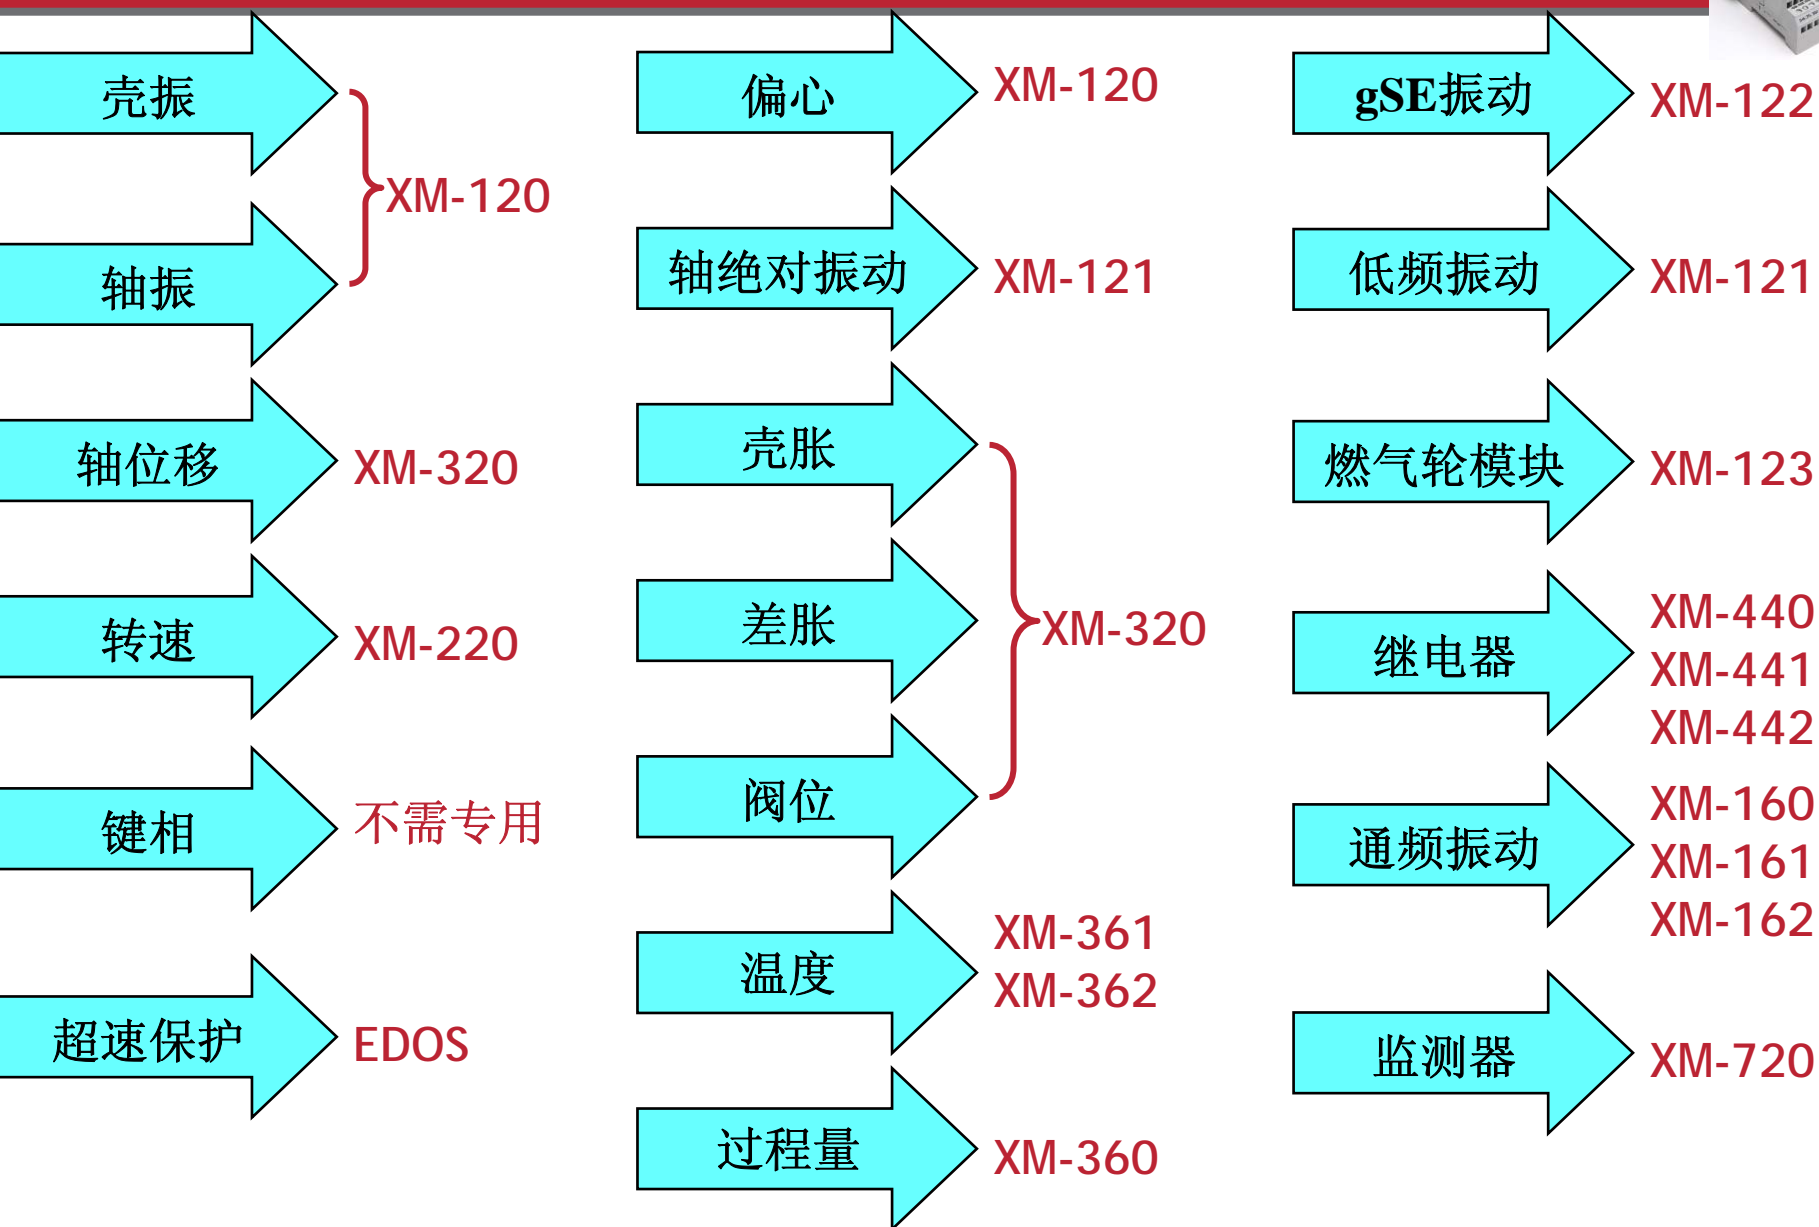 壳振
轴振
XM-120
轴位移
XM-320
转速
XM-220
键相
不需专用
超速保护
EDOS
偏心
XM-120
轴绝对振动
XM-121
壳胀
差胀
阀位
XM-320
温度
XM-361
XM-362
过程量
XM-360
gSE振动
XM-122
低频振动
XM-121
燃气轮模块
XM-123
继电器
XM-440
XM-441
XM-442
通频振动
XM-160
XM-161
XM-162
监测器
XM-720